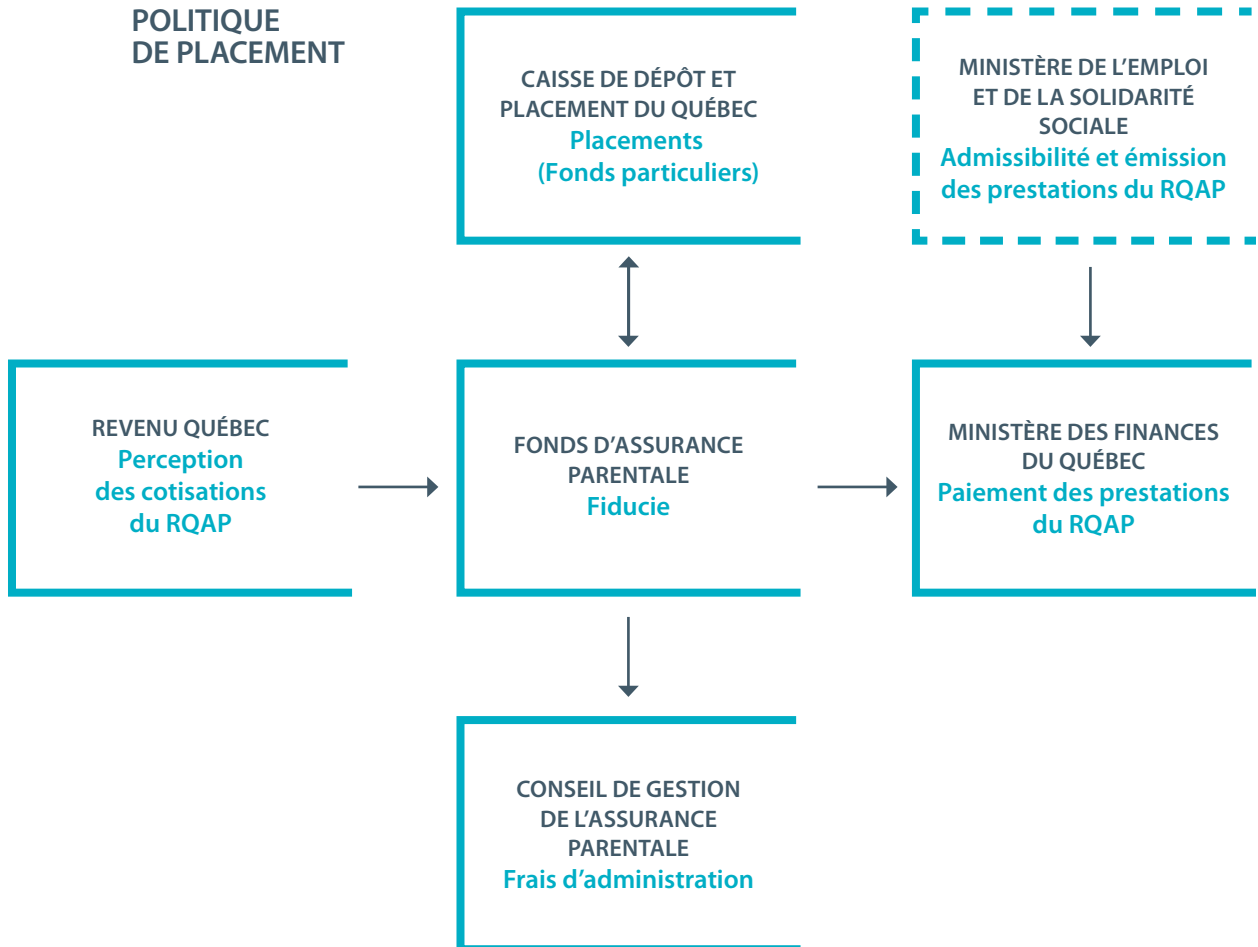 POLITIQUE
DE PLACEMENT
CAISSE DE DÉPÔT ET
PLACEMENT DU QUÉBEC
Placements
(Fonds particuliers)
MINISTÈRE DE L’EMPLOI
ET DE LA SOLIDARITÉ
SOCIALE
Admissibilité et émission
des prestations du RQAP
REVENU QUÉBEC
Perception
des cotisations
du RQAP
FONDS D’ASSURANCE
PARENTALE
Fiducie
MINISTÈRE DES FINANCES
DU QUÉBEC
Paiement des prestations
du RQAP
CONSEIL DE GESTION
DE L’ASSURANCE
PARENTALE
Frais d’administration